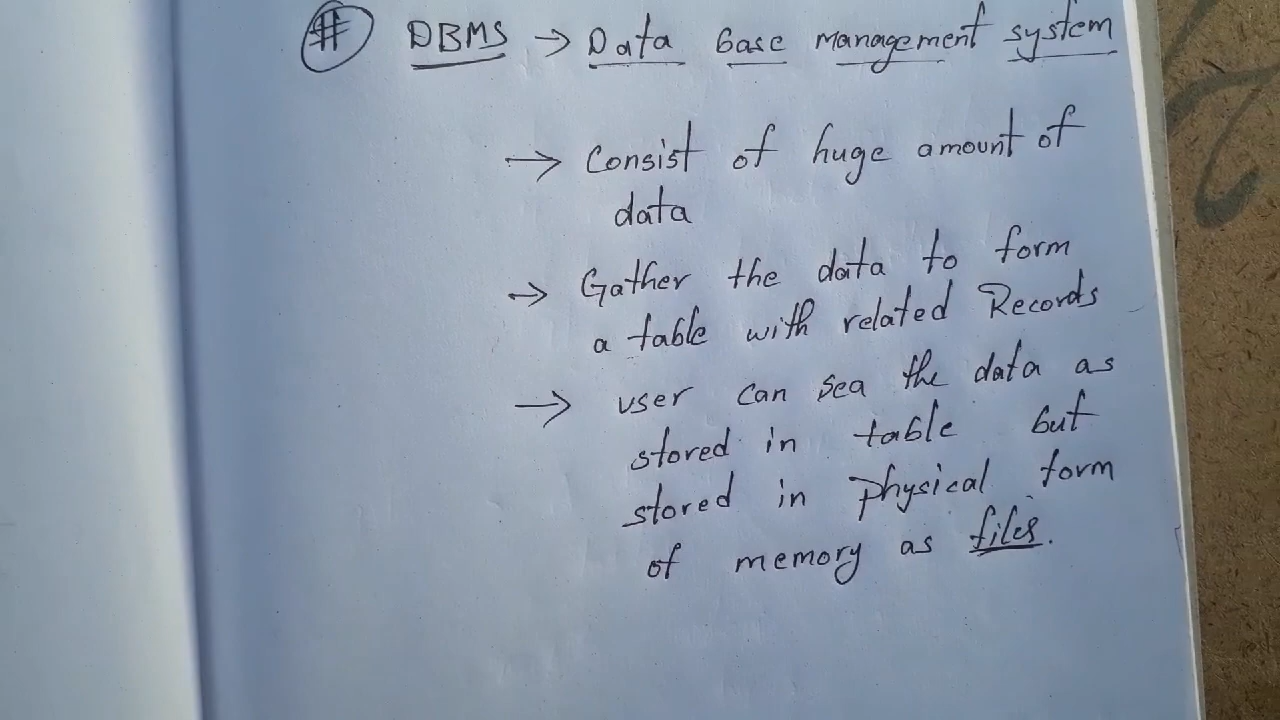 # DBMS → Data base management system
→ Consist of huge amount of
data
→ Gather the data to form
a table with related Records
→ user can sea the data as
stored in table but
stored in physical form
of memory as files.